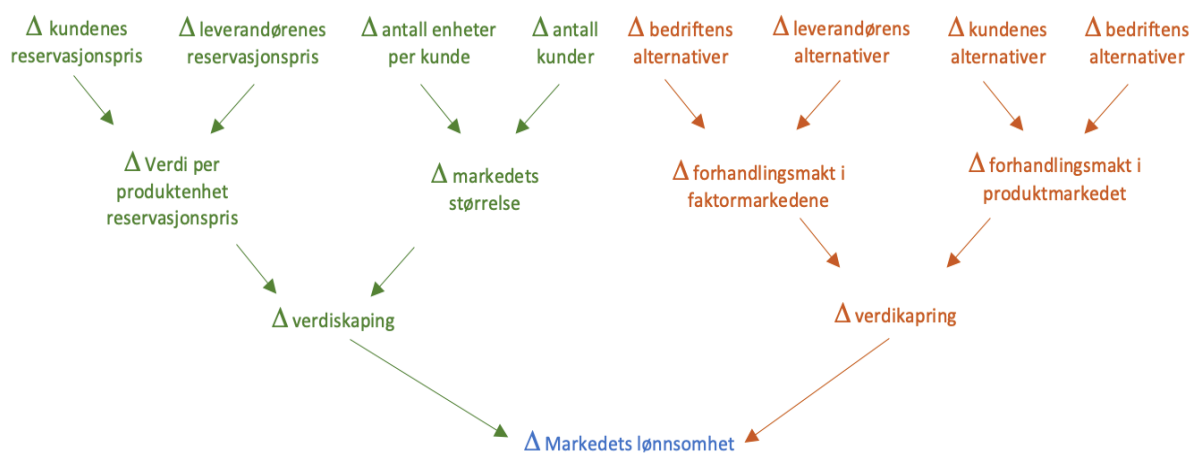 Δ kundenes
reservasjonspris
Δ leverandørenes
reservasjonspris
Δ antall enheter
per kunde
Δ antall
kunder
Δ bedriftens
alternativer
Δ leverandørens
alternativer
Δ kundenes
alternativer
Δ bedriftens
alternativer
Δ Verdi per
produktenhet
reservasjonspris
Δ markedets
størrelse
Δ forhandlingsmakt i
faktormarkedene
Δ forhandlingsmakt i
produktmarkedet
Δ verdiskaping
Δ verdikapring
Δ Markedets lønnsomhet